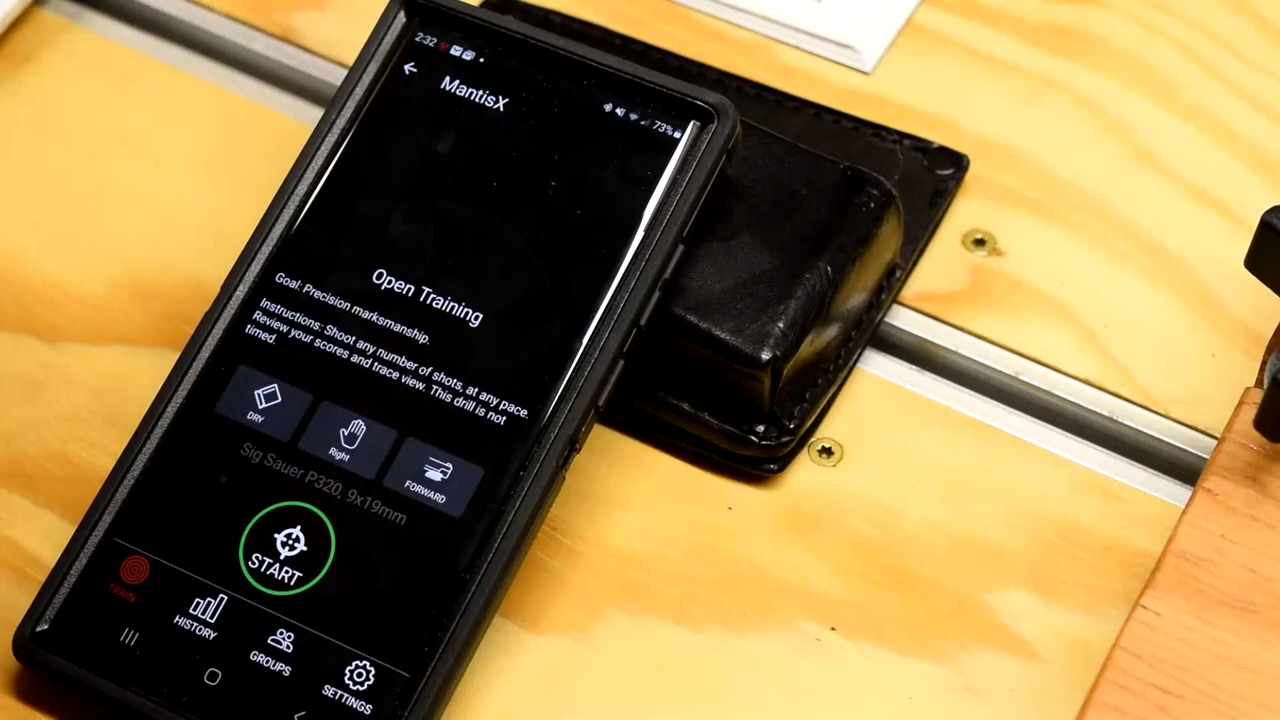 2:32
73%
MantisX
Open Training
Goal: Precision marksmanship.
Instructions: Shoot any number of shots, at any pace.
Review your scores and trace view. This drill is not
timed.
DRY
Right
FORWARD
Sig Sauer P320, 9x19mm
START
TRAIN
HISTORY
GROUPS
SETTINGS